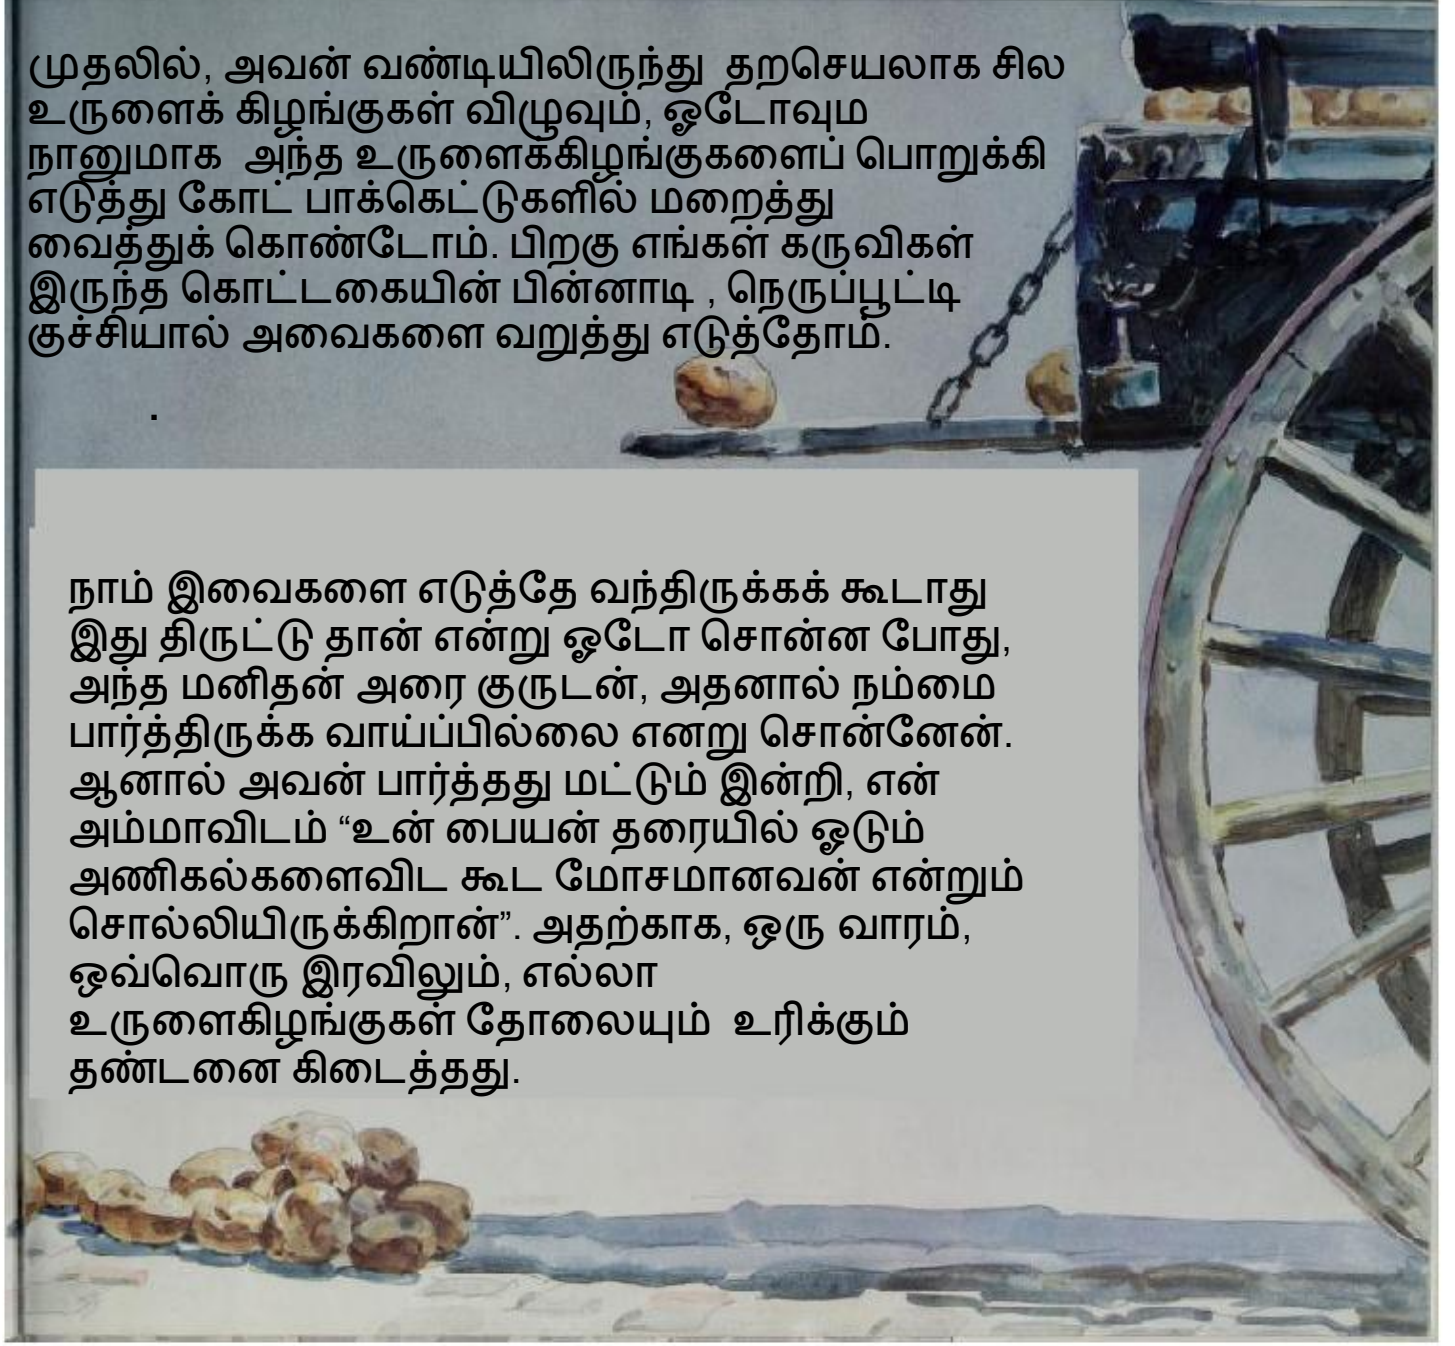 முதலில், அவன் வண்டியிலிருந்து தறசெயலாக சில
உருளைக் கிழங்குகள் விழுவும், ஓடோவும
நானுமாக அந்த உருளைக்கிழங்குகளைப் பொறுக்கி
எடுத்து கோட் பாக்கெட்டுகளில் மறைத்து
வைத்துக் கொண்டோம். பிறகு எங்கள் கருவிகள்
இருந்த கொட்டகையின் பின்னாடி , நெருப்பூட்டி
குச்சியால் அவைகளை வறுத்து எடுத்தோம்.
.
நாம் இவைகளை எடுத்தே வந்திருக்கக் கூடாது
இது திருட்டு தான் என்று ஓடோ சொன்ன போது,
அந்த மனிதன் அரை குருடன், அதனால் நம்மை
பார்த்திருக்க வாய்ப்பில்லை எனறு சொன்னேன்.
ஆனால் அவன் பார்த்தது மட்டும் இன்றி, என்
அம்மாவிடம் “உன் பையன் தரையில் ஓடும்
அணிகல்களைவிட கூட மோசமானவன் என்றும்
சொல்லியிருக்கிறான்”. அதற்காக, ஒரு வாரம்,
ஒவ்வொரு இரவிலும், எல்லா
உருளைகிழங்குகள் தோலையும் உரிக்கும்
தண்டனை கிடைத்தது.